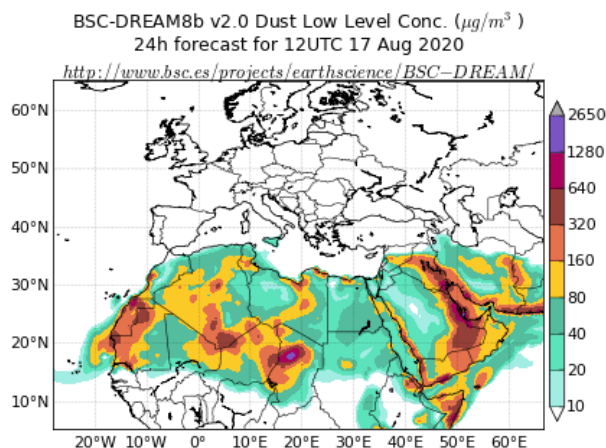 BSC-DREAM8b v2.0 Dust Low Level Conc. (μg/m³ )
24h forecast for 12UTC 17 Aug 2020
http://www.bsc.es/projects/earthscience/BSC−DREAM/
60°N
50°N
40°N
30°N
20°N
10°N
20°W 10°W 0° 10°E 20°E 30°E 40°E 50°E 60°E
2650
1280
640
320
160
80
40
20
10